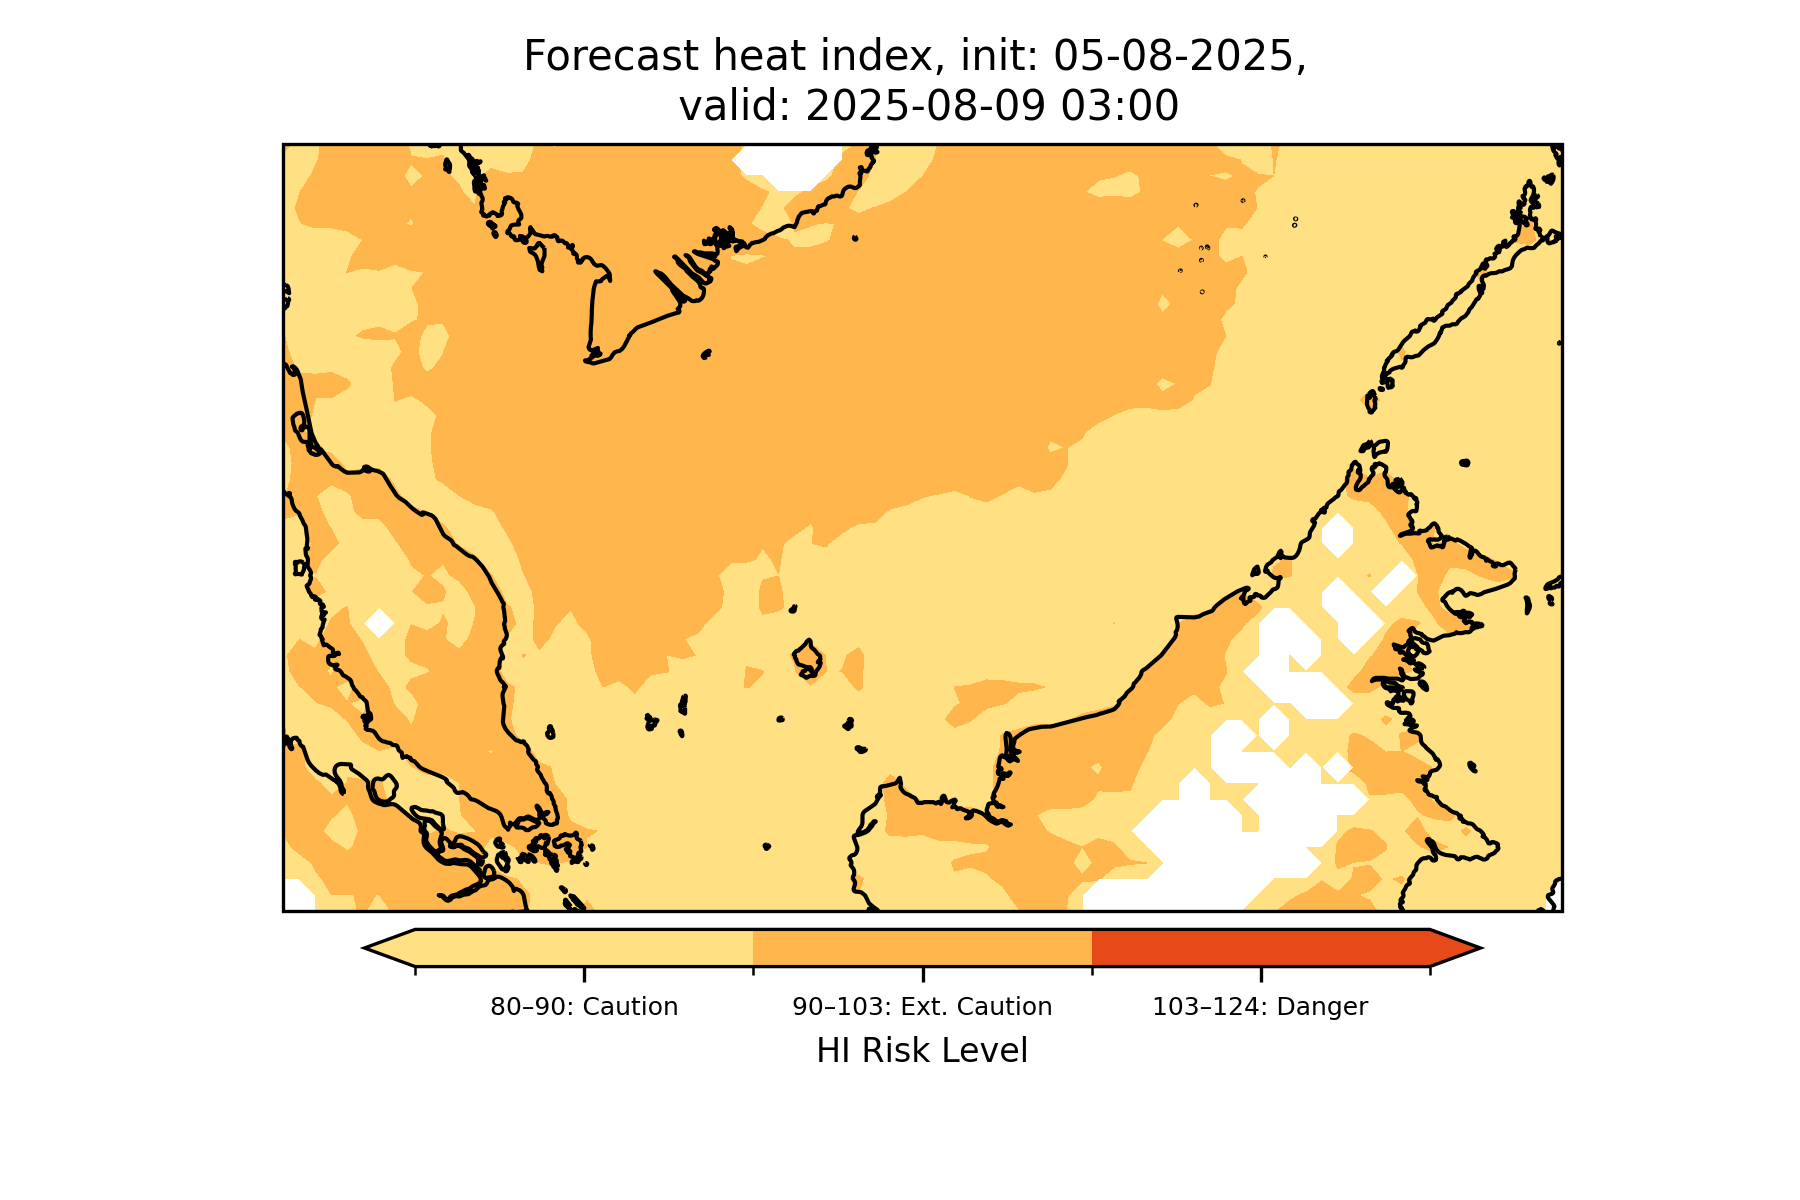 Forecast heat index, init: 05-08-2025,
valid: 2025-08-09 03:00
80–90: Caution
90–103: Ext. Caution
103–124: Danger
HI Risk Level